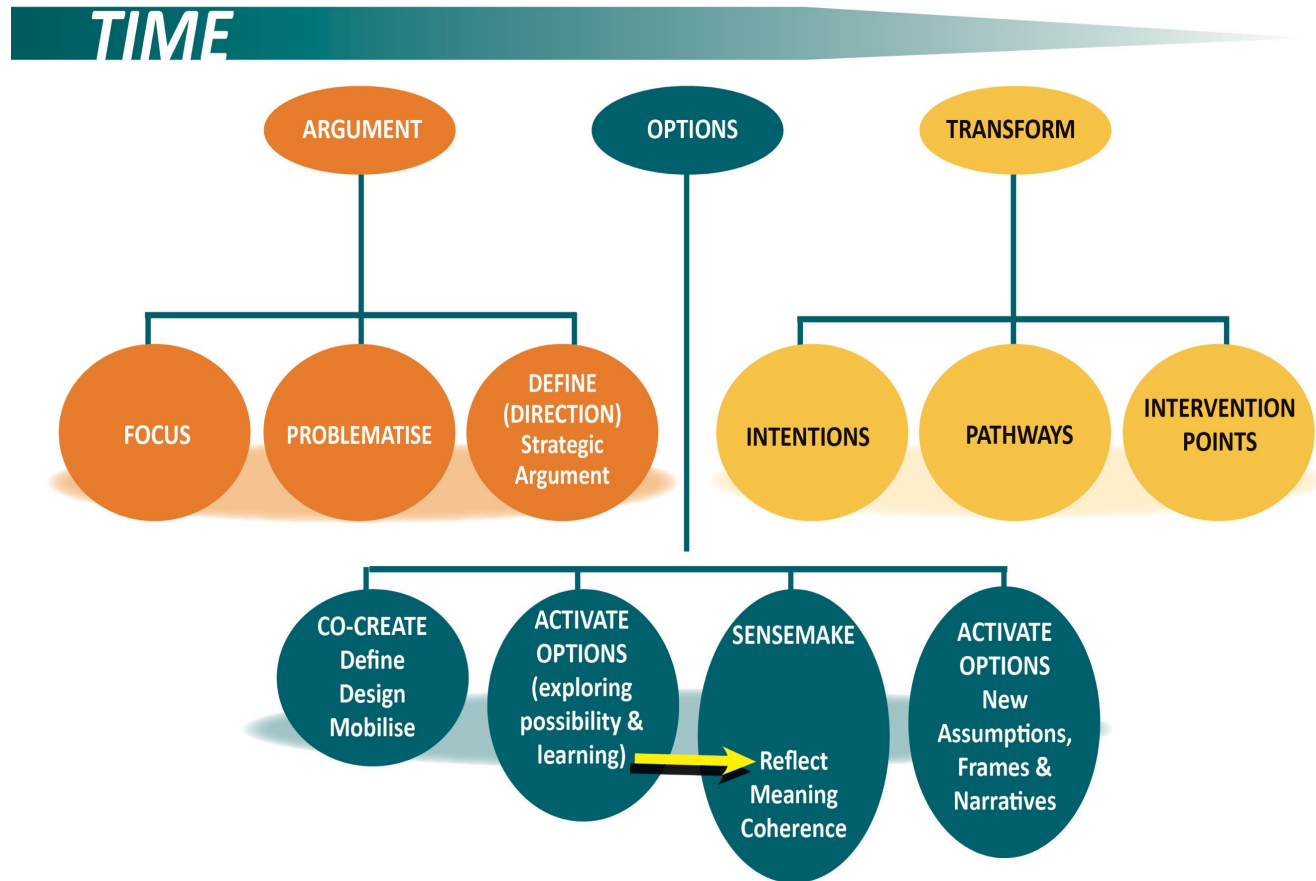 TIME
ARGUMENT
OPTIONS
TRANSFORM
FOCUS
PROBLEMATISE
DEFINE
(DIRECTION)
Strategic
Argument
INTENTIONS
PATHWAYS
INTERVENTION
POINTS
CO-CREATE
Define
Design
Mobilise
ACTIVATE
OPTIONS
(exploring
possibility &
learning)
SENSEMAKE
Reflect
Meaning
Coherence
ACTIVATE
OPTIONS
New
Assumptions,
Frames &
Narratives